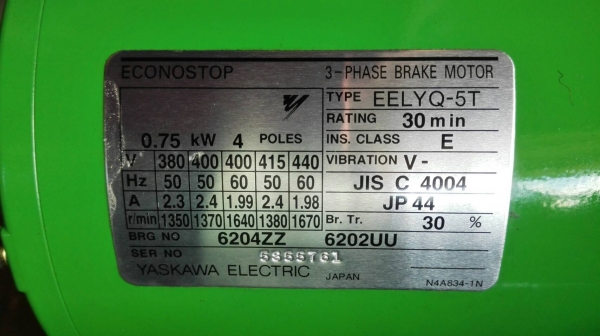 ECONOSTOP 3-PHASE BRAKE MOTOR
TYPE EELYQ-5T
RATING 30 min
0.75 kW 4 POLES INS. CLASS E
V 380 400 400 415 440 VIBRATION V-
Hz 50 50 60 50 60 JIS C 4004
A 2.3 2.4 1.99 2.4 1.98 JP 44
r/min 1350 1370 1640 1380 1670 Br. Tr. 30 %
BRG NO 6204ZZ 6202UU
SER NO 5855761
YASKAWA ELECTRIC JAPAN N4A834-1N